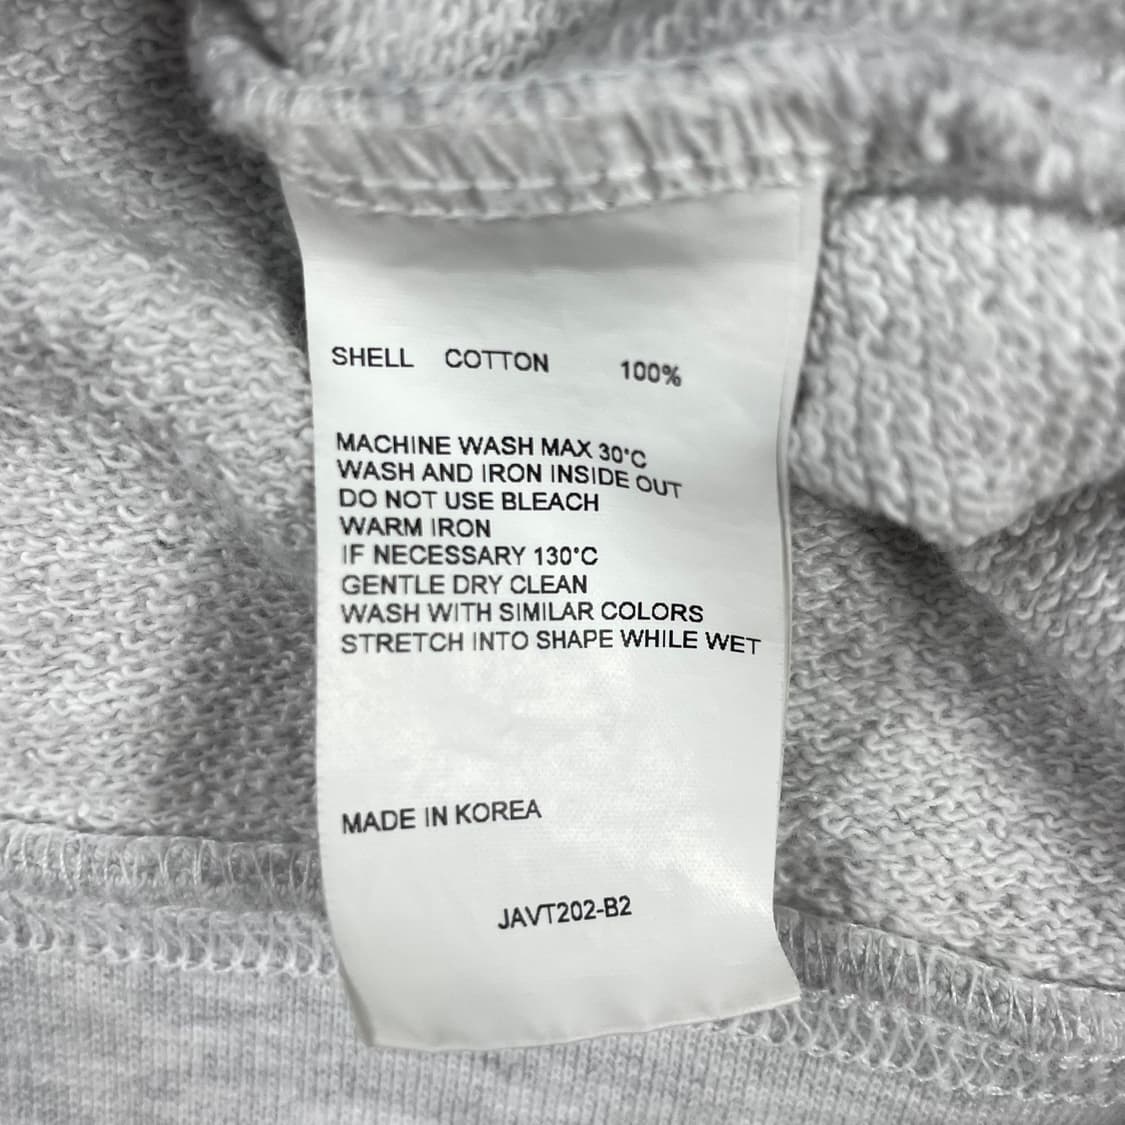 SHELL COTTON 100%
MACHINE WASH MAX 30°C
WASH AND IRON INSIDE OUT
DO NOT USE BLEACH
WARM IRON
IF NECESSARY 130°C
GENTLE DRY CLEAN
WASH WITH SIMILAR COLORS
STRETCH INTO SHAPE WHILE WET
MADE IN KOREA
JAVT202-B2